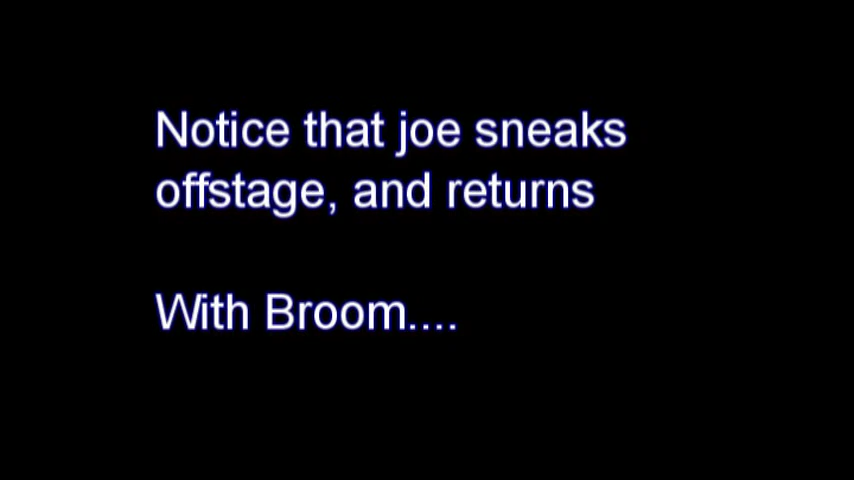 Notice that joe sneaks
offstage, and returns
With Broom....